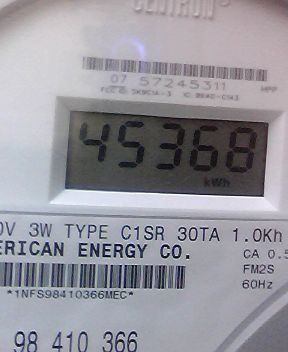 CENTRON®
07 57245311
45368
kWh
0V 3W TYPE C1SR 30TA 1.0Kh
ERICAN ENERGY CO.
CA 0.5
FM2S
60Hz
*1NFS98410366MEC*
98 410 366